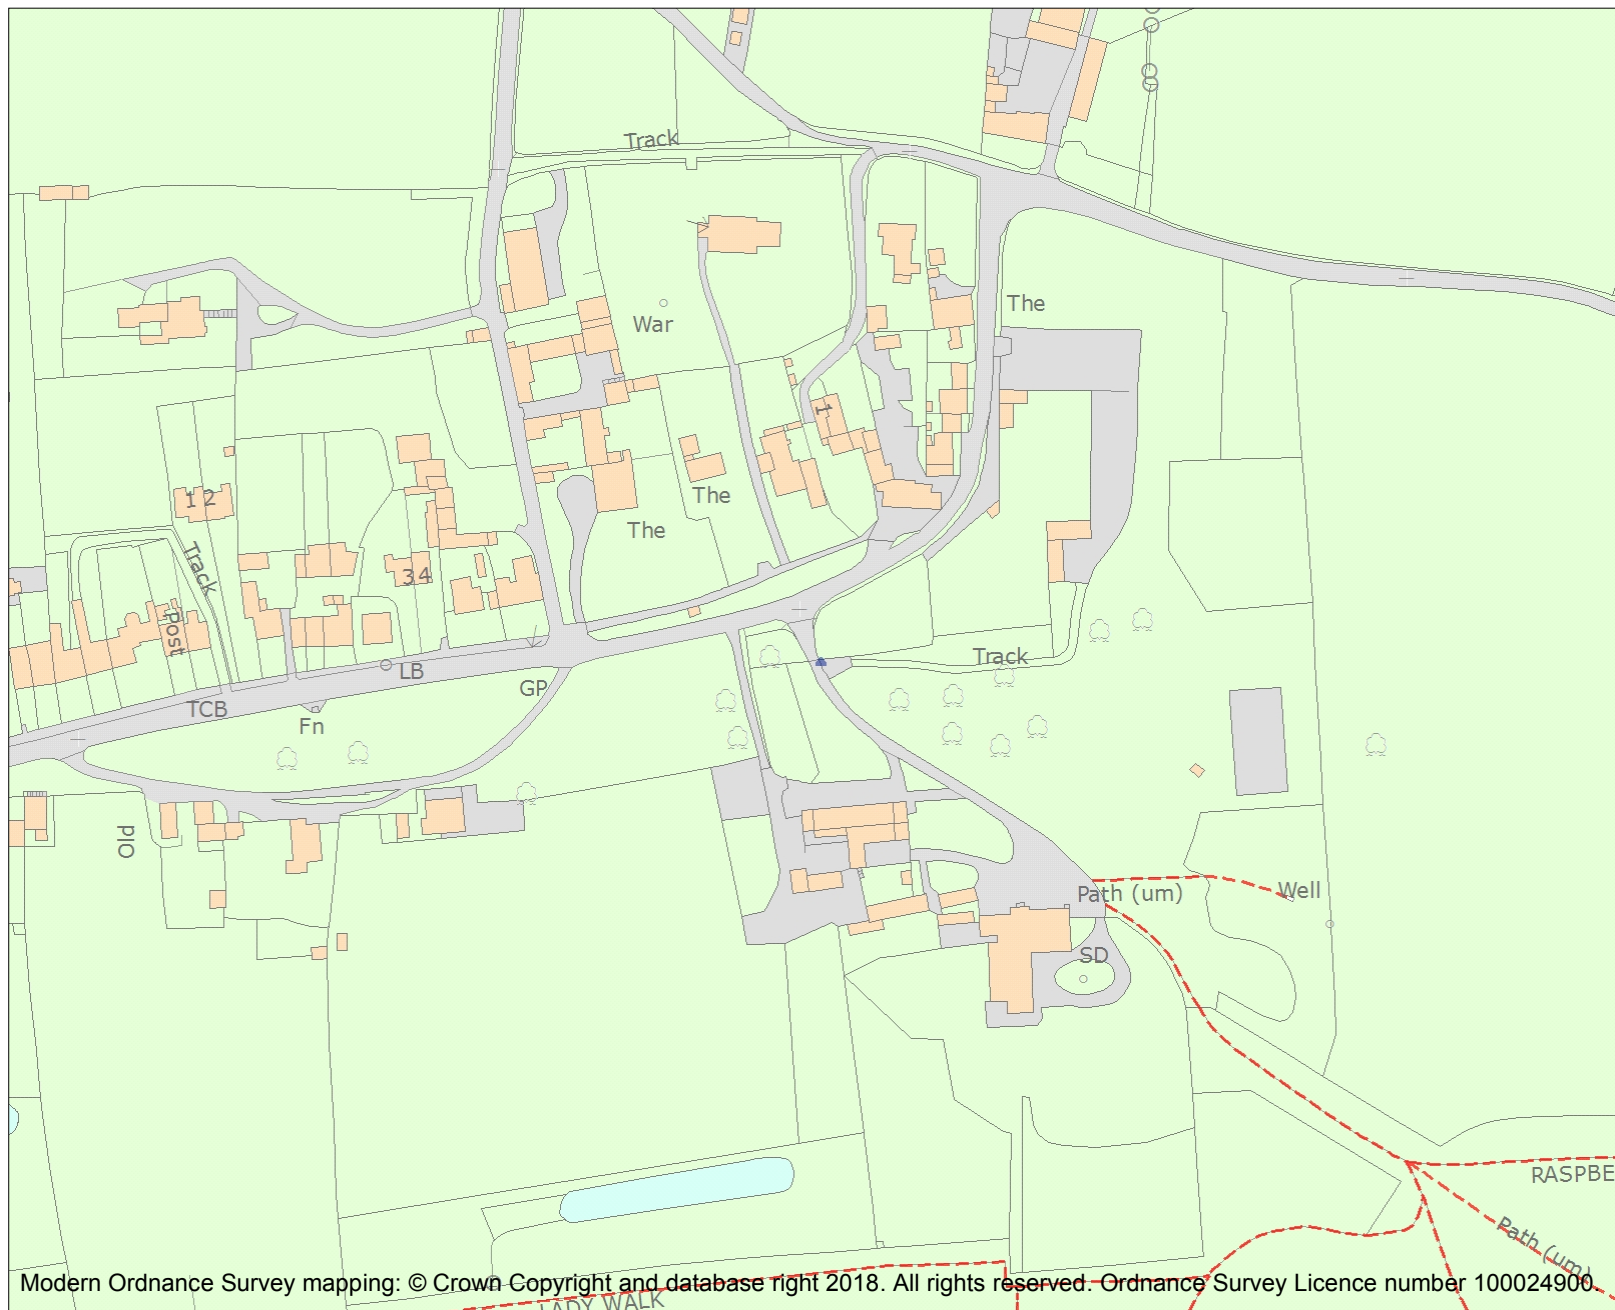 Track
The
War
1
The
1 2
The
Track
3 4
Post
Track
LB
GP
TCB
Fn
Old
Path (um)
Well
SD
RASPBE
Path (um)
LADY WALK
Modern Ordnance Survey mapping: © Crown Copyright and database right 2018. All rights reserved. Ordnance Survey Licence number 100024900.